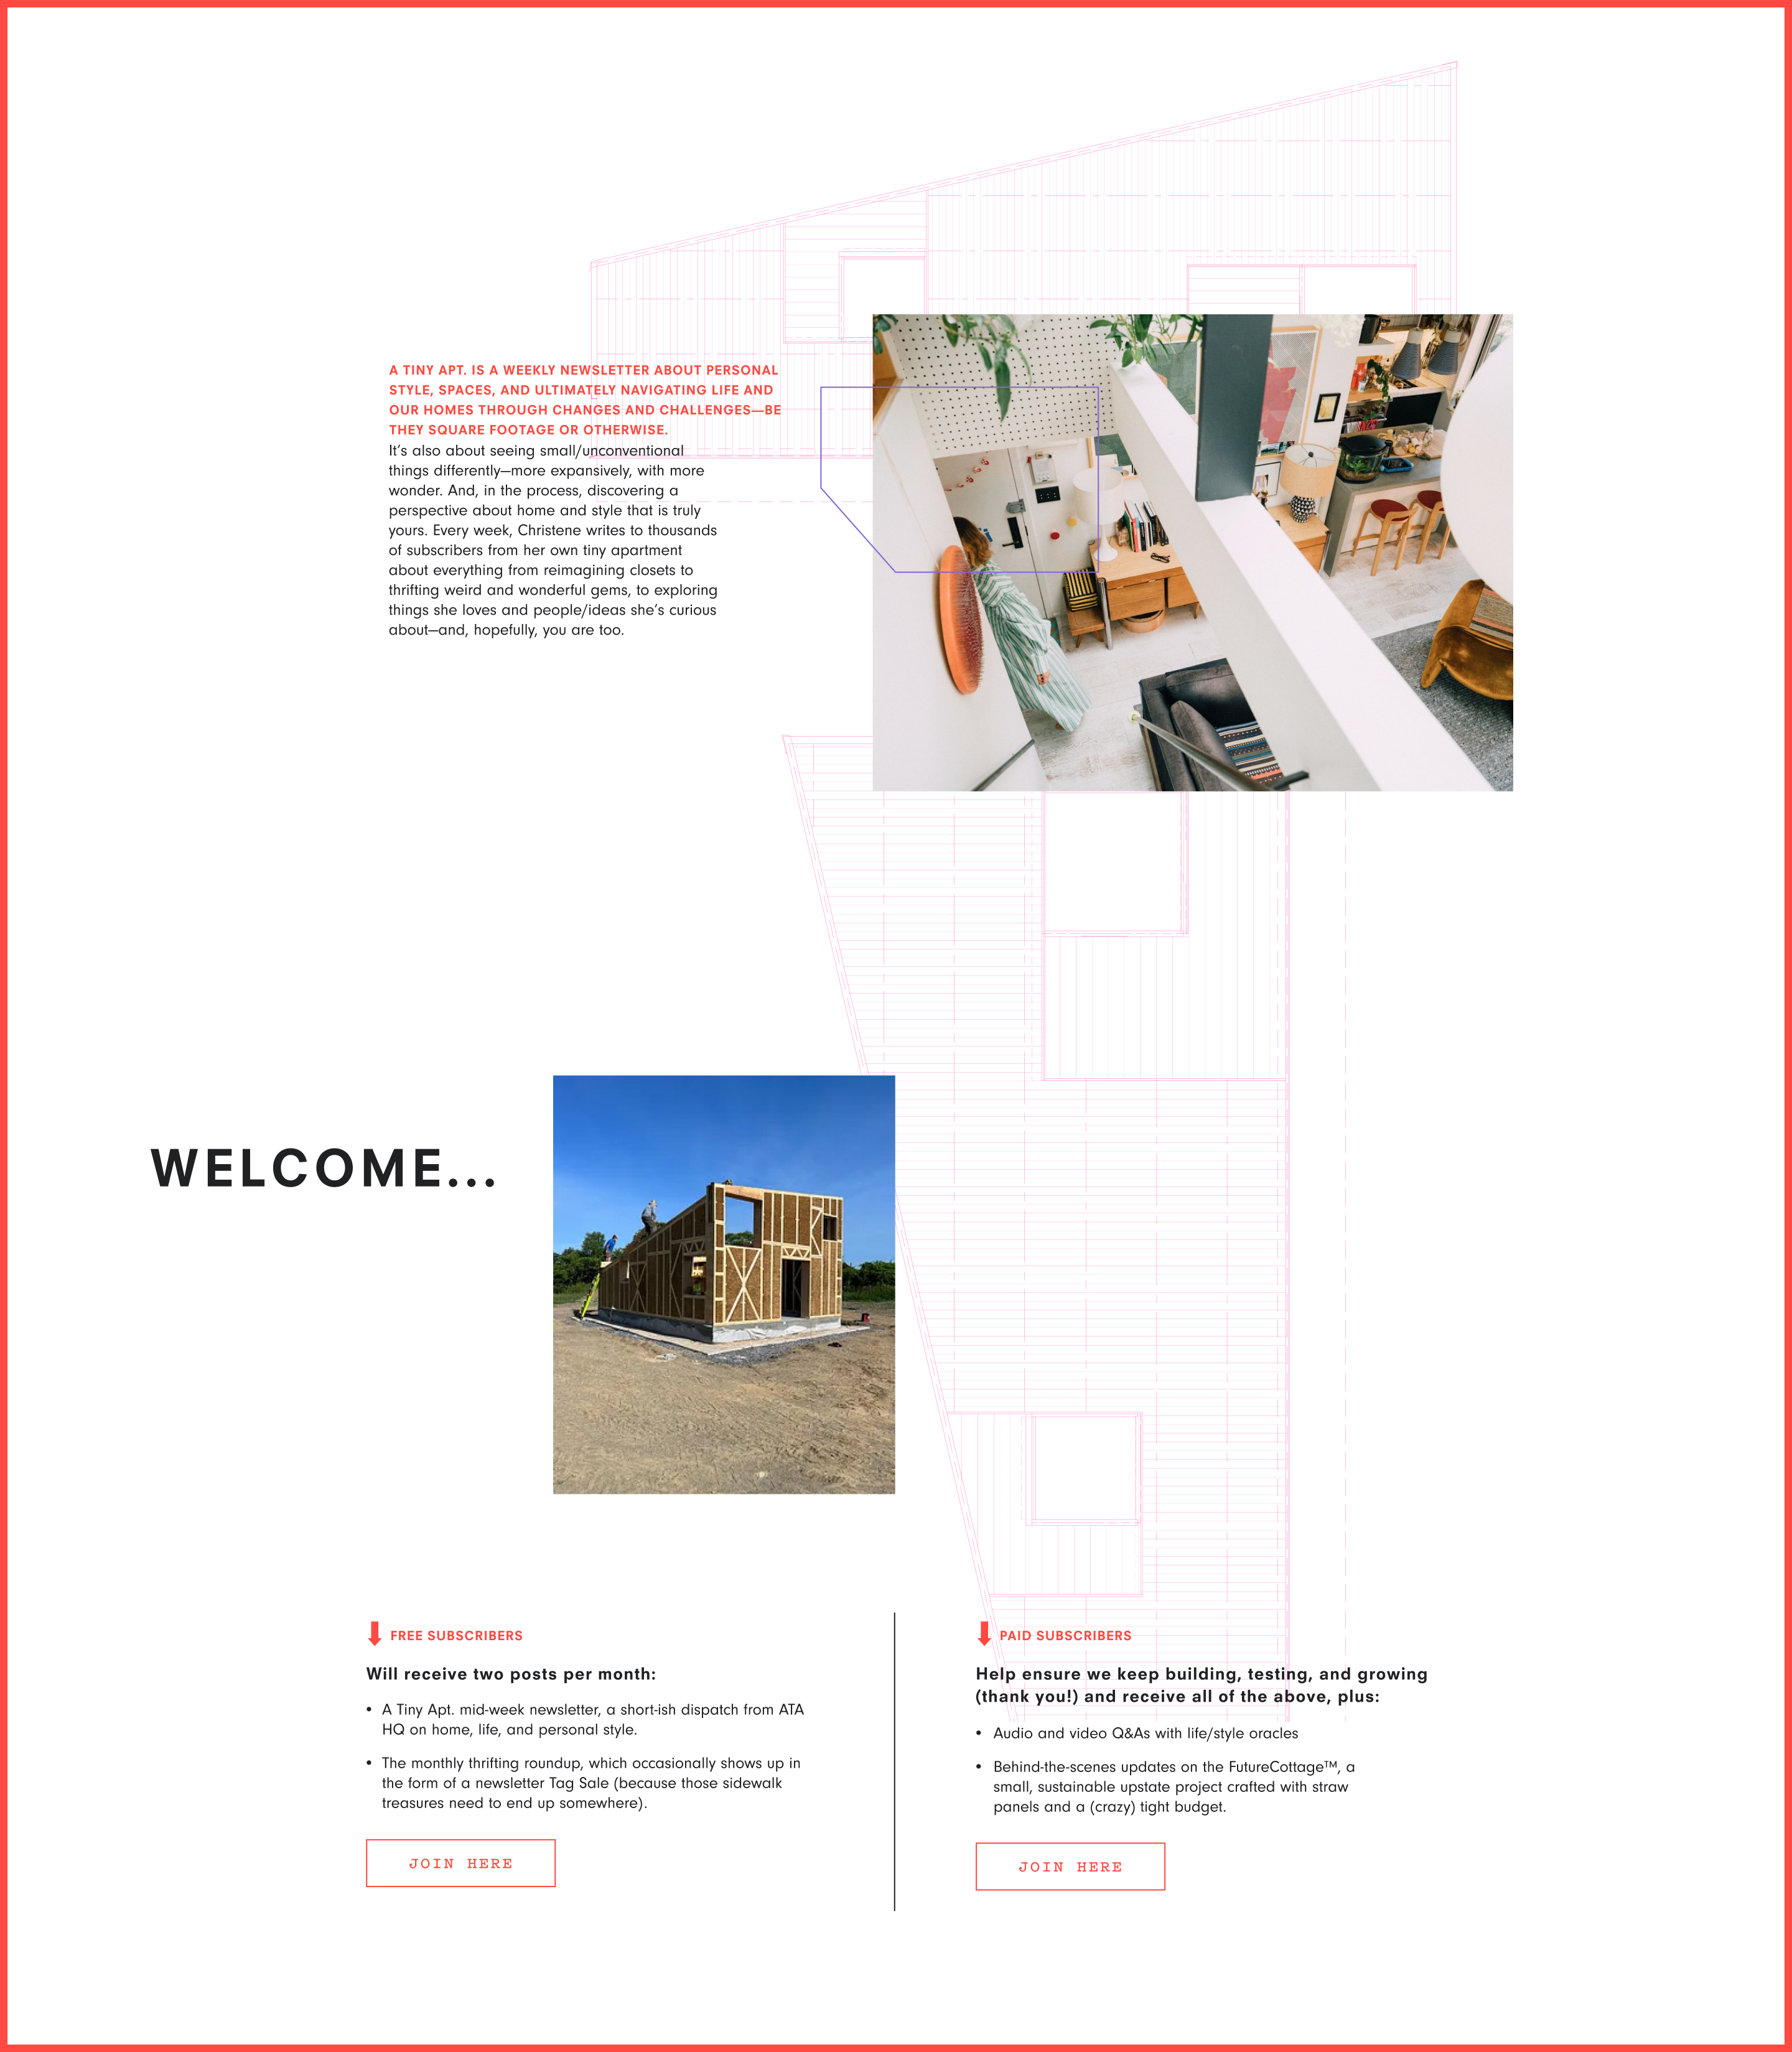 A TINY APT. IS A WEEKLY NEWSLETTER ABOUT PERSONAL
STYLE, SPACES, AND ULTIMATELY NAVIGATING LIFE AND
OUR HOMES THROUGH CHANGES AND CHALLENGES—BE
THEY SQUARE FOOTAGE OR OTHERWISE.
It’s also about seeing small/unconventional
things differently—more expansively, with more
wonder. And, in the process, discovering a
perspective about home and style that is truly
yours. Every week, Christene writes to thousands
of subscribers from her own tiny apartment
about everything from reimagining closets to
thrifting weird and wonderful gems, to exploring
things she loves and people/ideas she’s curious
about—and, hopefully, you are too.
WELCOME...
FREE SUBSCRIBERS
Will receive two posts per month:
• A Tiny Apt. mid-week newsletter, a short-ish dispatch from ATA
HQ on home, life, and personal style.
• The monthly thrifting roundup, which occasionally shows up in
the form of a newsletter Tag Sale (because those sidewalk
treasures need to end up somewhere).
JOIN HERE
PAID SUBSCRIBERS
Help ensure we keep building, testing, and growing
(thank you!) and receive all of the above, plus:
• Audio and video Q&As with life/style oracles
• Behind-the-scenes updates on the FutureCottage™, a
small, sustainable upstate project crafted with straw
panels and a (crazy) tight budget.
JOIN HERE